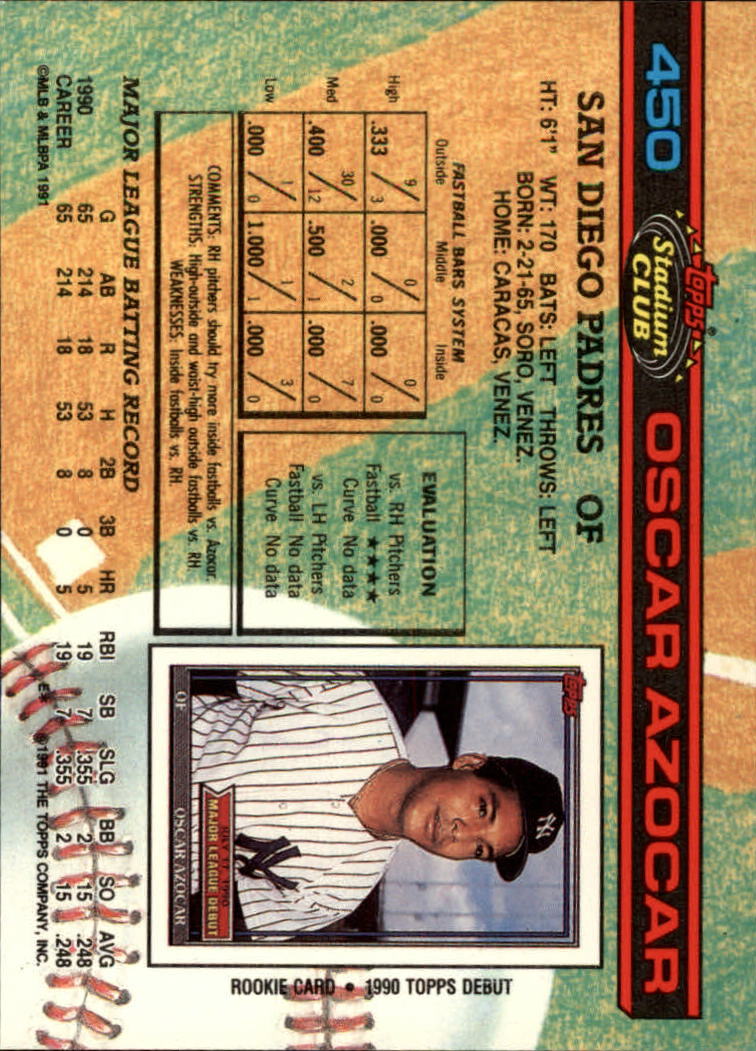 450
topps®
Stadium
CLUB
OSCAR AZOCAR
SAN DIEGO PADRES OF
HT: 6'1" WT: 170 BATS: LEFT THROWS: LEFT
BORN: 2-21-65, SORO, VENEZ.
HOME: CARACAS, VENEZ.
FASTBALL BARS SYSTEM
Outside Middle Inside
High .333 9/3 .000 0/0 .000 0/0
Med .400 30/12 .500 2/1 .000 7/0
Low .000 1/0 1.000 1/1 .000 3/0
EVALUATION
vs. RH Pitchers
Fastball ★★★★
Curve No data
vs. LH Pitchers
Fastball No data
Curve No data
COMMENTS: RH pitchers should try more inside fastballs vs. Azocar.
STRENGTHS: High-outside and waist-high outside fastballs vs. RH
WEAKNESSES: Inside fastballs vs. RH.
topps
NY
NY
JULY 17, 1990
MAJOR LEAGUE DEBUT
OF OSCAR AZOCAR
ROOKIE CARD • 1990 TOPPS DEBUT
MAJOR LEAGUE BATTING RECORD
G AB R H 2B 3B HR RBI SB SLG BB SO AVG
1990 65 214 18 53 8 0 5 19 7 .355 2 15 .248
CAREER 65 214 18 53 8 0 5 19 7 .355 2 15 .248
©MLB & MLBPA 1991
©1991 THE TOPPS COMPANY, INC.